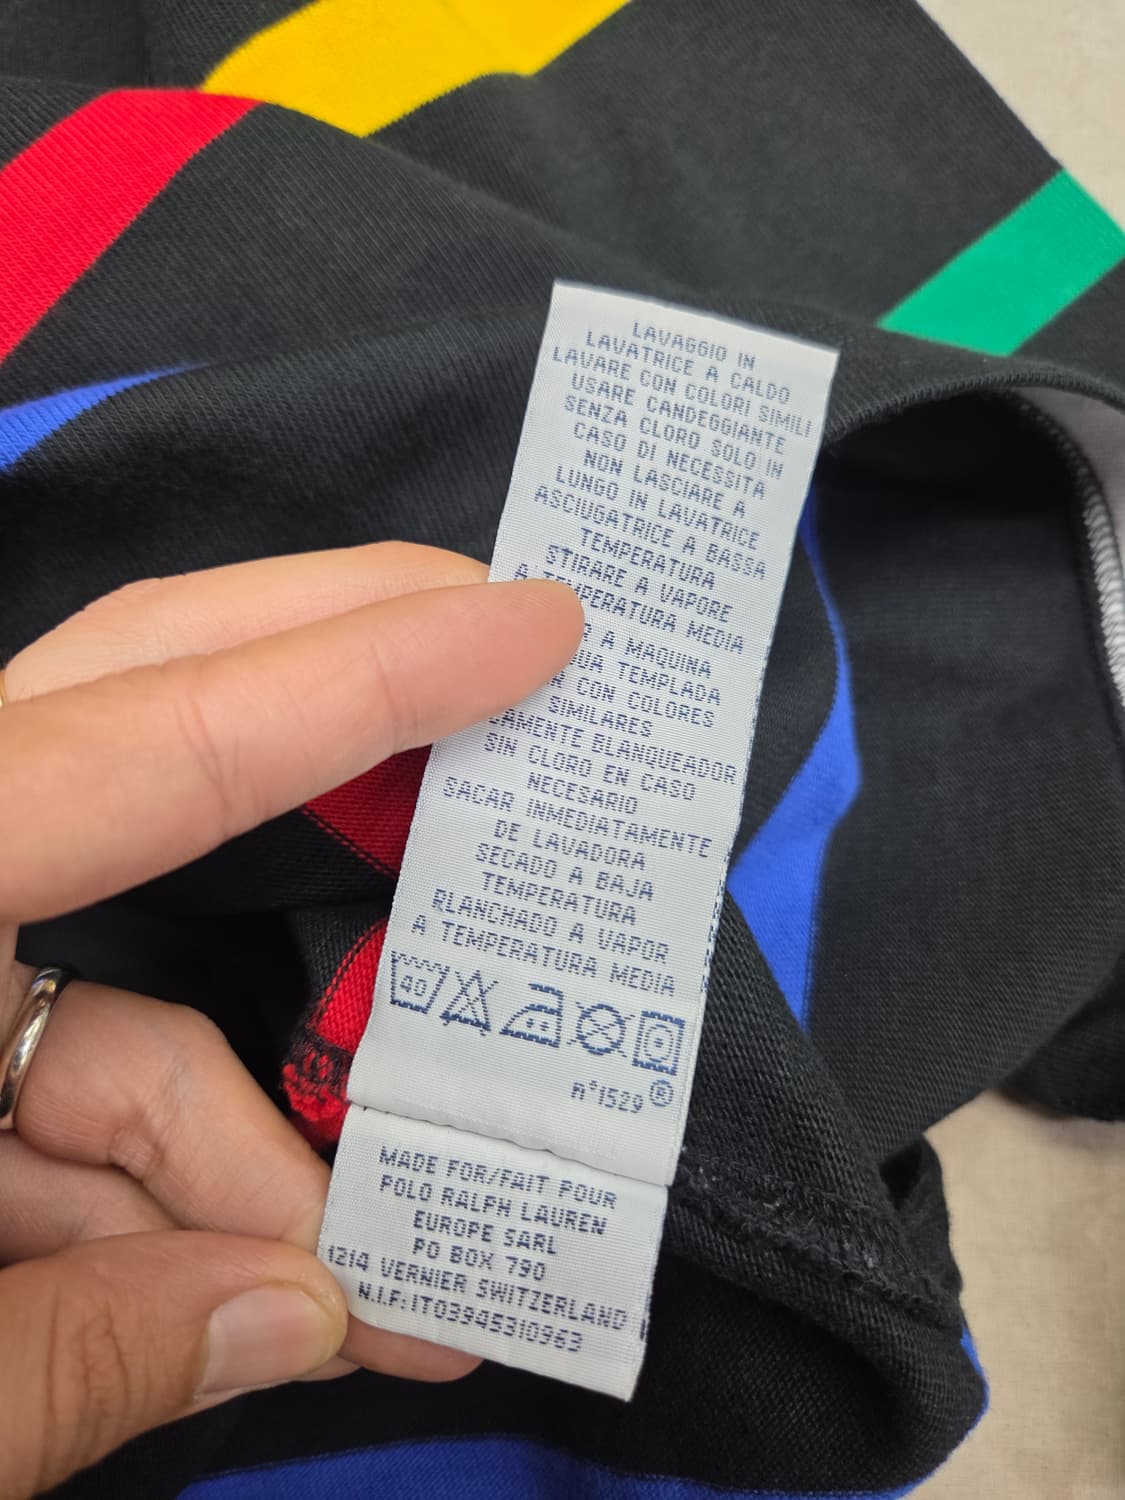 LAVAGGIO IN
LAVATRICE A CALDO
LAVARE CON COLORI SIMILI
USARE CANDEGGIANTE
SENZA CLORO SOLO IN
CASO DI NECESSITA
NON LASCIARE A
LUNGO IN LAVATRICE
ASCIUGATRICE A BASSA
TEMPERATURA
STIRARE A VAPORE
A TEMPERATURA MEDIA
A MAQUINA
TEMPLADA
CON COLORES
SIMILARES
BLANQUEADOR
SIN CLORO EN CASO
NECESARIO
SACAR INMEDIATAMENTE
DE LAVADORA
SECADO A BAJA
TEMPERATURA
PLANCHADO A VAPOR
A TEMPERATURA MEDIA
40
n°1529 ®
MADE FOR/FAIT POUR
POLO RALPH LAUREN
EUROPE SARL
PO BOX 790
1214 VERNIER SWITZERLAND
N.I.F:IT03945310963